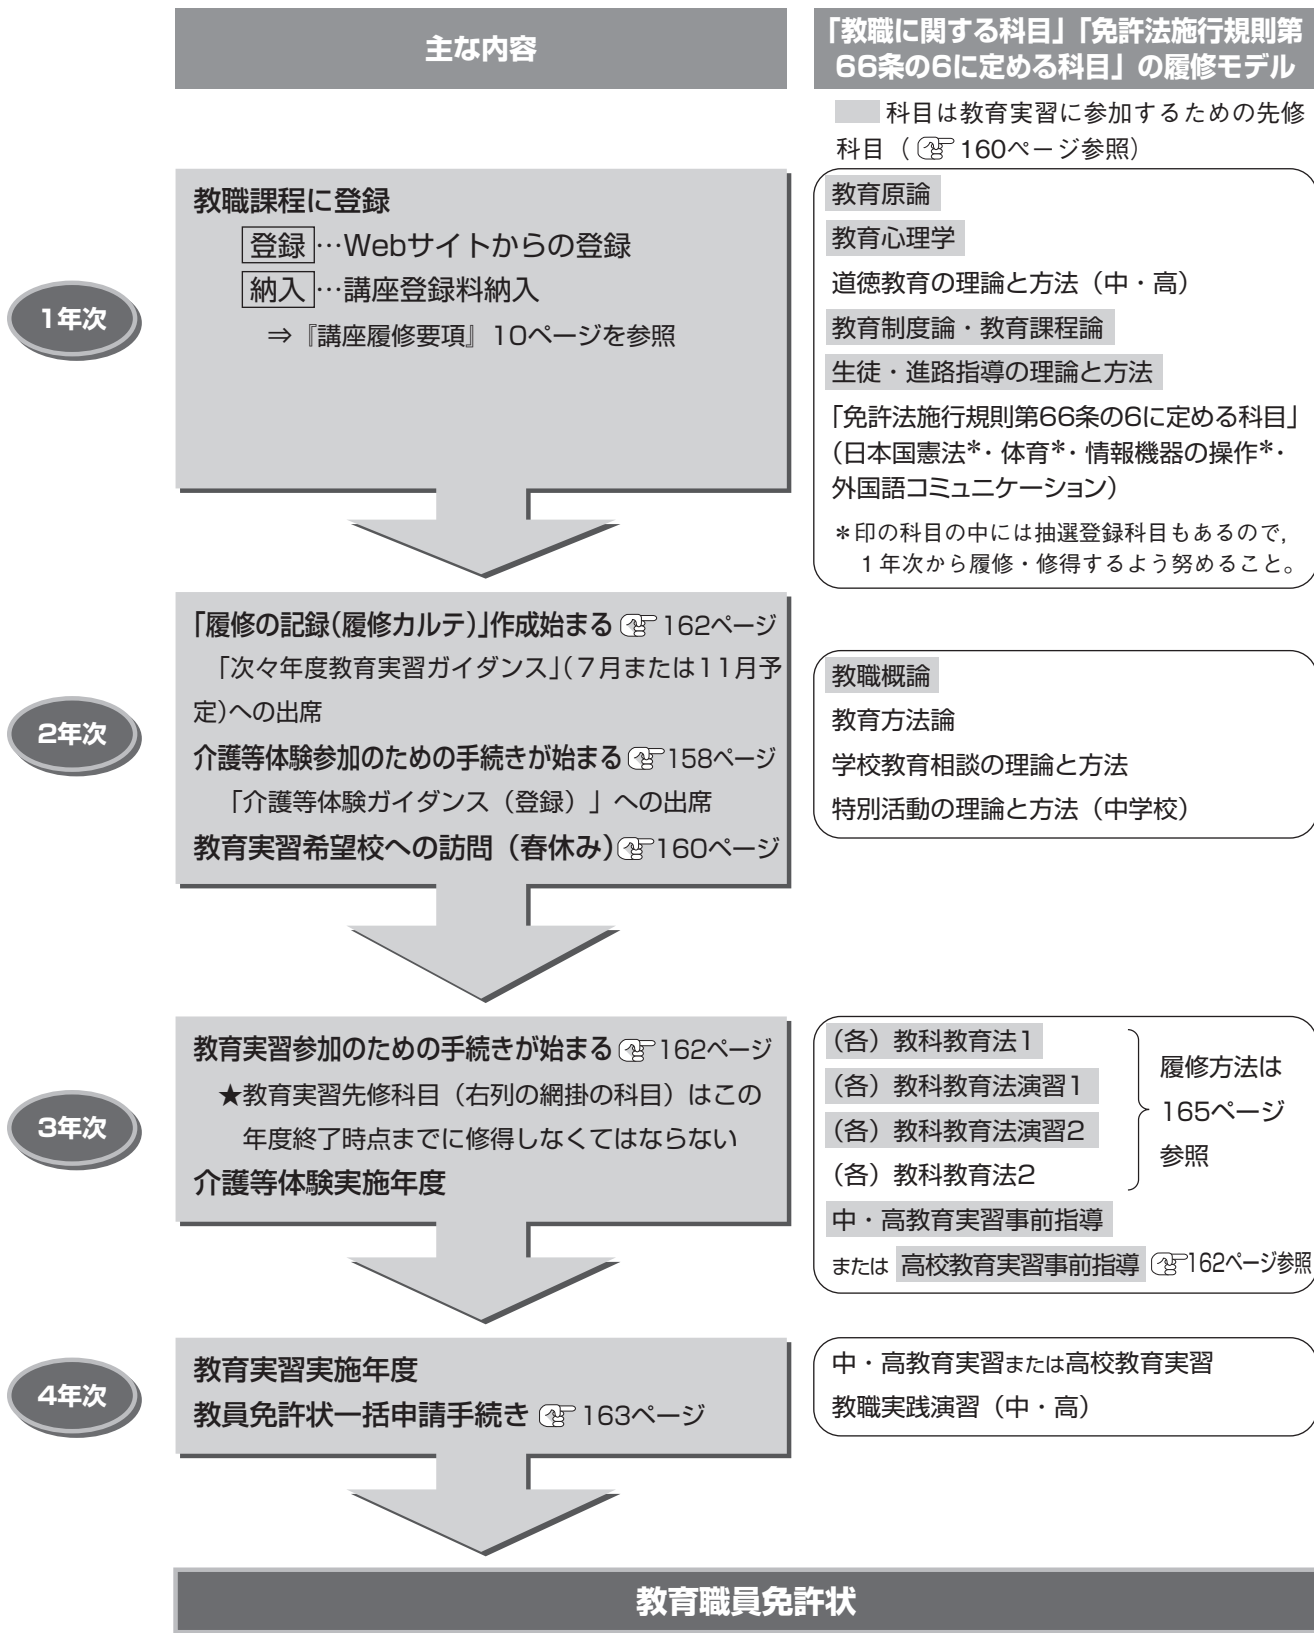 主な内容
「教職に関する科目」「免許法施行規則第
66条の6に定める科目」の履修モデル
科目は教育実習に参加するための先修
科目（☞160ページ参照）
1年次
教職課程に登録
登録…Webサイトからの登録
納入…講座登録料納入
⇒『講座履修要項』10ページを参照
教育原論
教育心理学
道徳教育の理論と方法（中・高）
教育制度論・教育課程論
生徒・進路指導の理論と方法
「免許法施行規則第66条の6に定める科目」
（日本国憲法*・体育*・情報機器の操作*・
外国語コミュニケーション）
*印の科目の中には抽選登録科目もあるので，
1年次から履修・修得するよう努めること。
2年次
「履修の記録(履修カルテ)」作成始まる☞162ページ
「次々年度教育実習ガイダンス」（7月または11月予
定）への出席
介護等体験参加のための手続きが始まる☞158ページ
「介護等体験ガイダンス（登録）」への出席
教育実習希望校への訪問（春休み）☞160ページ
教職概論
教育方法論
学校教育相談の理論と方法
特別活動の理論と方法（中学校）
3年次
教育実習参加のための手続きが始まる☞162ページ
★教育実習先修科目（右列の網掛の科目）はこの
年度終了時点までに修得しなくてはならない
介護等体験実施年度
（各）教科教育法1
（各）教科教育法演習1
（各）教科教育法演習2
（各）教科教育法2
履修方法は
165ページ
参照
中・高教育実習事前指導
または 高校教育実習事前指導 ☞162ページ参照
4年次
教育実習実施年度
教員免許状一括申請手続き☞163ページ
中・高教育実習または高校教育実習
教職実践演習（中・高）
教育職員免許状